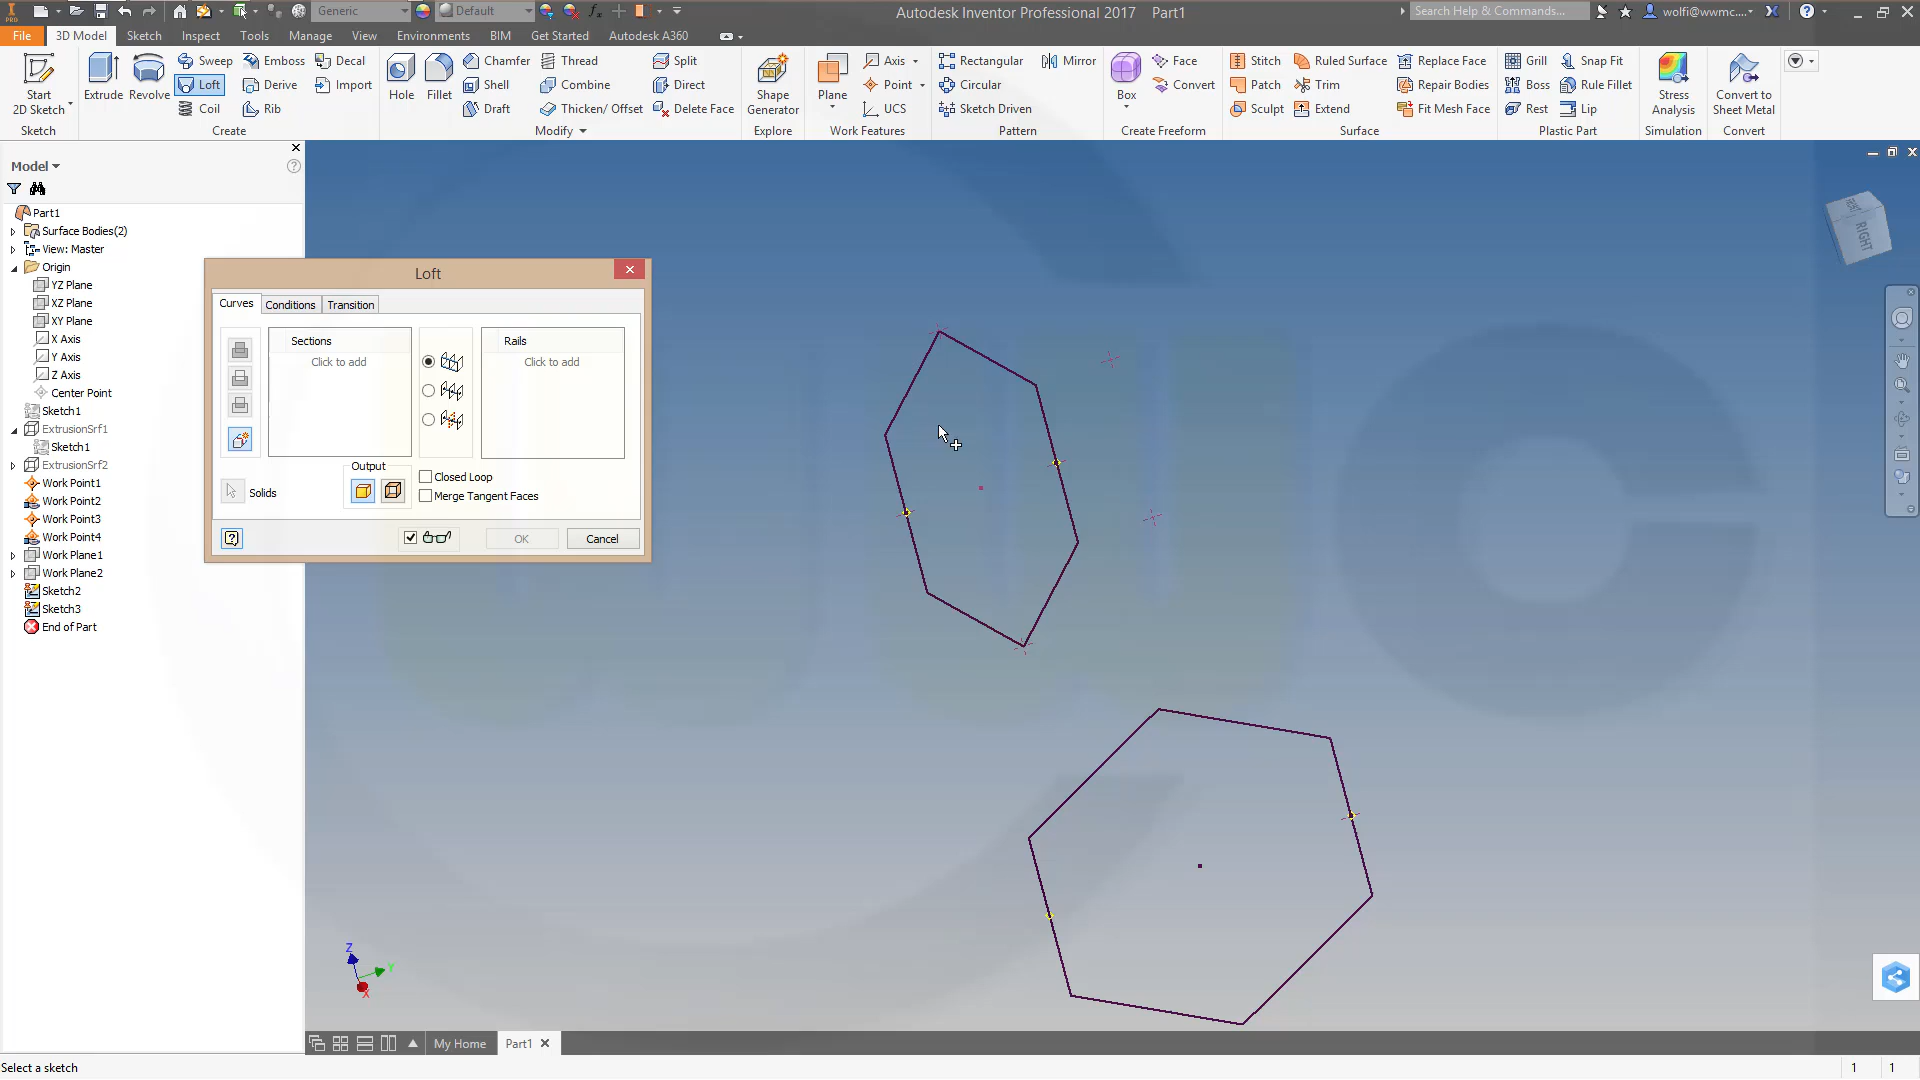 Generic
Default
Autodesk Inventor Professional 2017 Part1
Search Help & Commands...
wolfi@wwmc....
PRO
File 3D Model Sketch Inspect Tools Manage View Environments BIM Get Started Autodesk A360
Start 2D Sketch Extrude Revolve Sweep Loft Coil Emboss Derive Rib Decal Import
Hole Fillet Chamfer Shell Draft Thread Combine Thicken/ Offset Split Direct Delete Face
Shape Generator Plane Axis Point UCS Rectangular Circular Sketch Driven Mirror
Box Face Convert Stitch Patch Sculpt Ruled Surface Trim Extend Replace Face Repair Bodies Fit Mesh Face
Grill Boss Rest Snap Fit Rule Fillet Lip Stress Analysis Convert to Sheet Metal
Sketch Create Modify Explore Work Features Pattern Create Freeform Surface Plastic Part Simulation Convert
Model
Part1
Surface Bodies(2)
View: Master
Origin
YZ Plane
XZ Plane
XY Plane
X Axis
Y Axis
Z Axis
Center Point
Sketch1
ExtrusionSrf1
Sketch1
ExtrusionSrf2
Work Point1
Work Point2
Work Point3
Work Point4
Work Plane1
Work Plane2
Sketch2
Sketch3
End of Part
Loft
Curves Conditions Transition
Sections Rails
Click to add Click to add
Output
Solids
Closed Loop
Merge Tangent Faces
OK Cancel
RIGHT
Z
Y
X
My Home Part1
Select a sketch
1 1